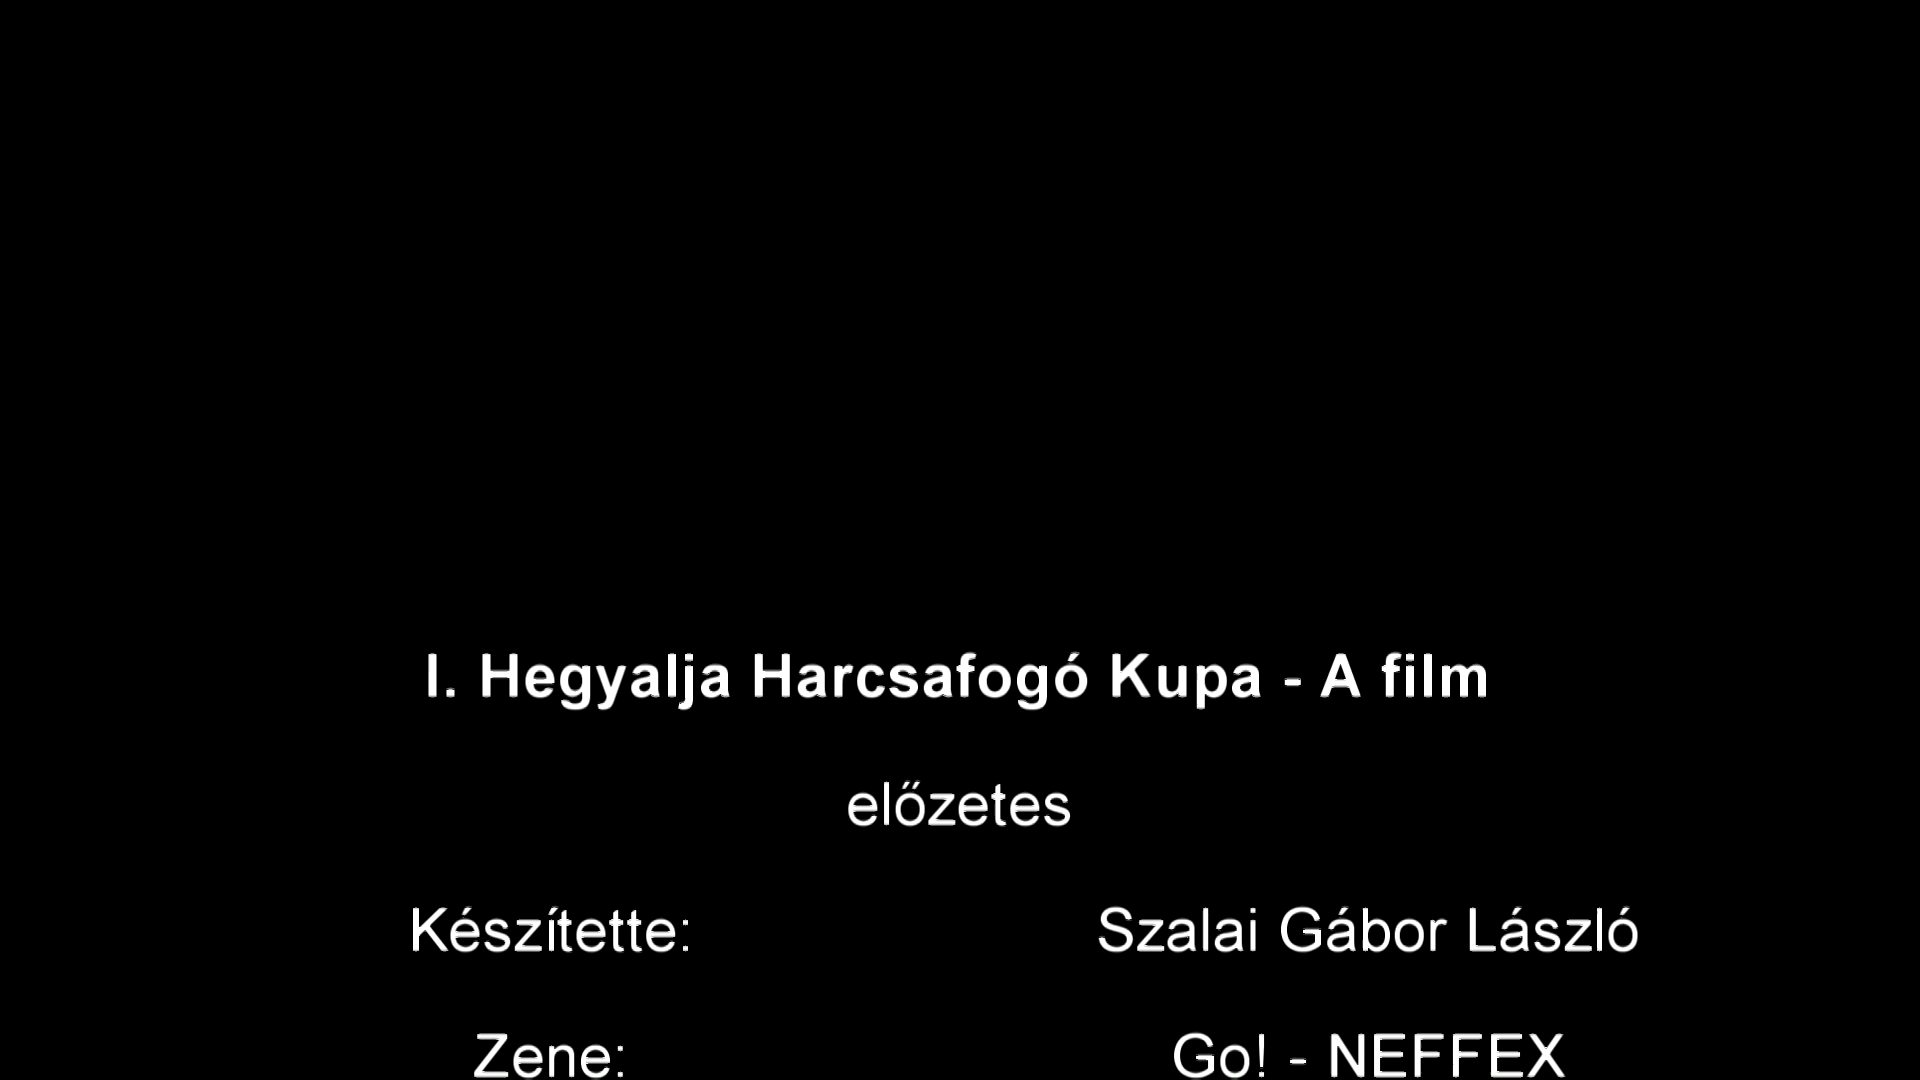 I. Hegyalja Harcsafogó Kupa - A film
előzetes
Készítette: Szalai Gábor László
Zene: Go! - NEFFEX